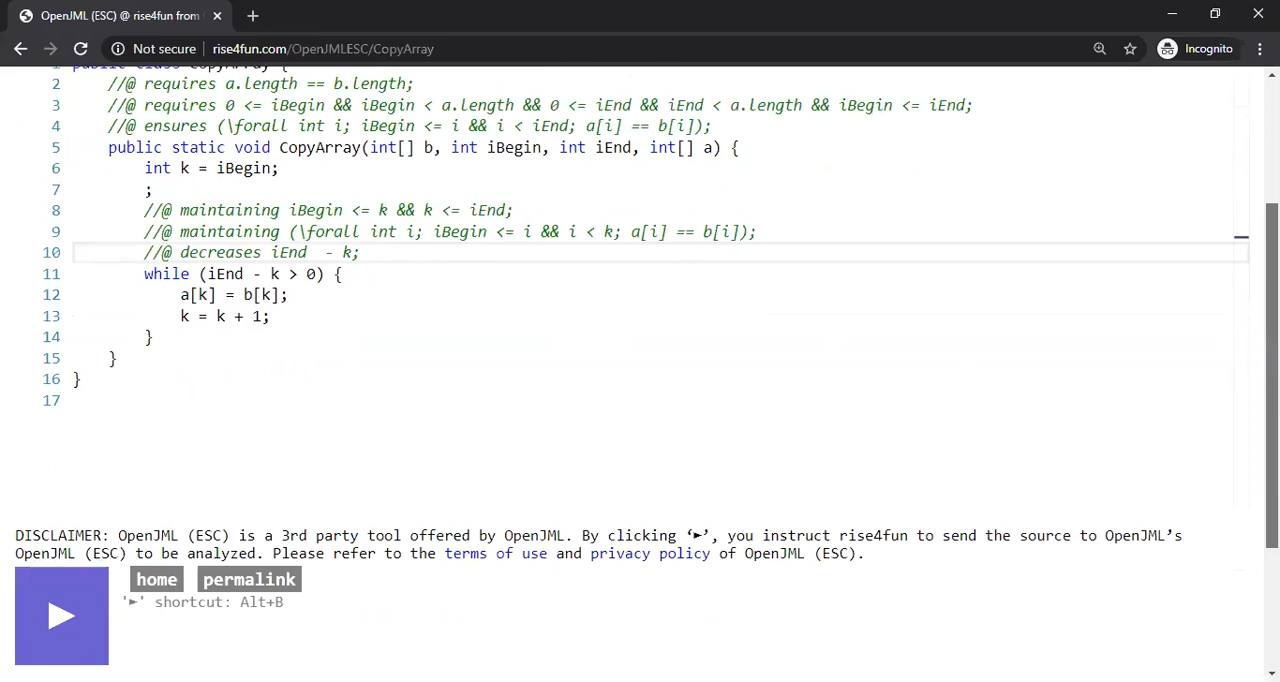 OpenJML (ESC) @ rise4fun from
Not secure rise4fun.com/OpenJMLESC/CopyArray Incognito
1 public class CopyArray {
2 //@ requires a.length == b.length;
3 //@ requires 0 <= iBegin && iBegin < a.length && 0 <= iEnd && iEnd < a.length && iBegin <= iEnd;
4 //@ ensures (\forall int i; iBegin <= i && i < iEnd; a[i] == b[i]);
5 public static void CopyArray(int[] b, int iBegin, int iEnd, int[] a) {
6 int k = iBegin;
7 ;
8 //@ maintaining iBegin <= k && k <= iEnd;
9 //@ maintaining (\forall int i; iBegin <= i && i < k; a[i] == b[i]);
10 //@ decreases iEnd  - k;
11 while (iEnd - k > 0) {
12 a[k] = b[k];
13 k = k + 1;
14 }
15 }
16 }
17
DISCLAIMER: OpenJML (ESC) is a 3rd party tool offered by OpenJML. By clicking ‘►’, you instruct rise4fun to send the source to OpenJML’s
OpenJML (ESC) to be analyzed. Please refer to the terms of use and privacy policy of OpenJML (ESC).
home permalink
'►' shortcut: Alt+B